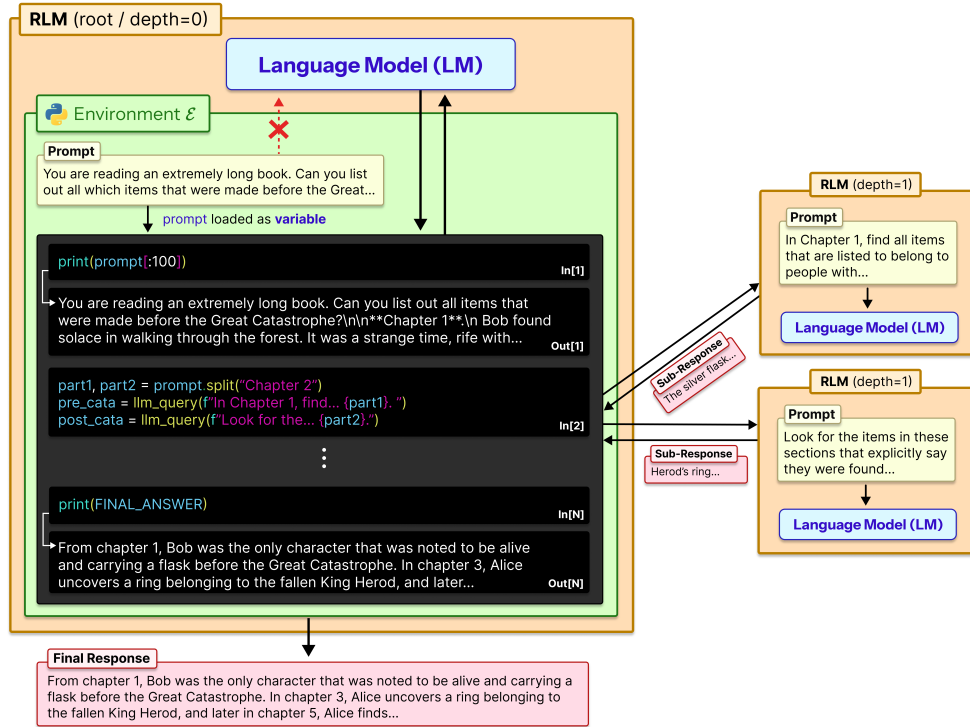 RLM (root / depth=0)
Language Model (LM)
Environment ℰ
Prompt
You are reading an extremely long book. Can you list
out all which items that were made before the Great...
prompt loaded as variable
print(prompt[:100])
In[1]
You are reading an extremely long book. Can you list out all items that
were made before the Great Catastrophe?\n\n**Chapter 1**.\n Bob found
solace in walking through the forest. It was a strange time, rife with...
Out[1]
part1, part2 = prompt.split("Chapter 2")
pre_cata = llm_query(f"In Chapter 1, find... {part1}. ")
post_cata = llm_query(f"Look for the... {part2}.")
In[2]
print(FINAL_ANSWER)
In[N]
From chapter 1, Bob was the only character that was noted to be alive
and carrying a flask before the Great Catastrophe. In chapter 3, Alice
uncovers a ring belonging to the fallen King Herod, and later...
Out[N]
Final Response
From chapter 1, Bob was the only character that was noted to be alive and carrying a
flask before the Great Catastrophe. In chapter 3, Alice uncovers a ring belonging to
the fallen King Herod, and later in chapter 5, Alice finds...
RLM (depth=1)
Prompt
In Chapter 1, find all items
that are listed to belong to
people with...
Language Model (LM)
Sub-Response
The silver flask...
RLM (depth=1)
Prompt
Look for the items in these
sections that explicitly say
they were found...
Language Model (LM)
Sub-Response
Herod's ring...